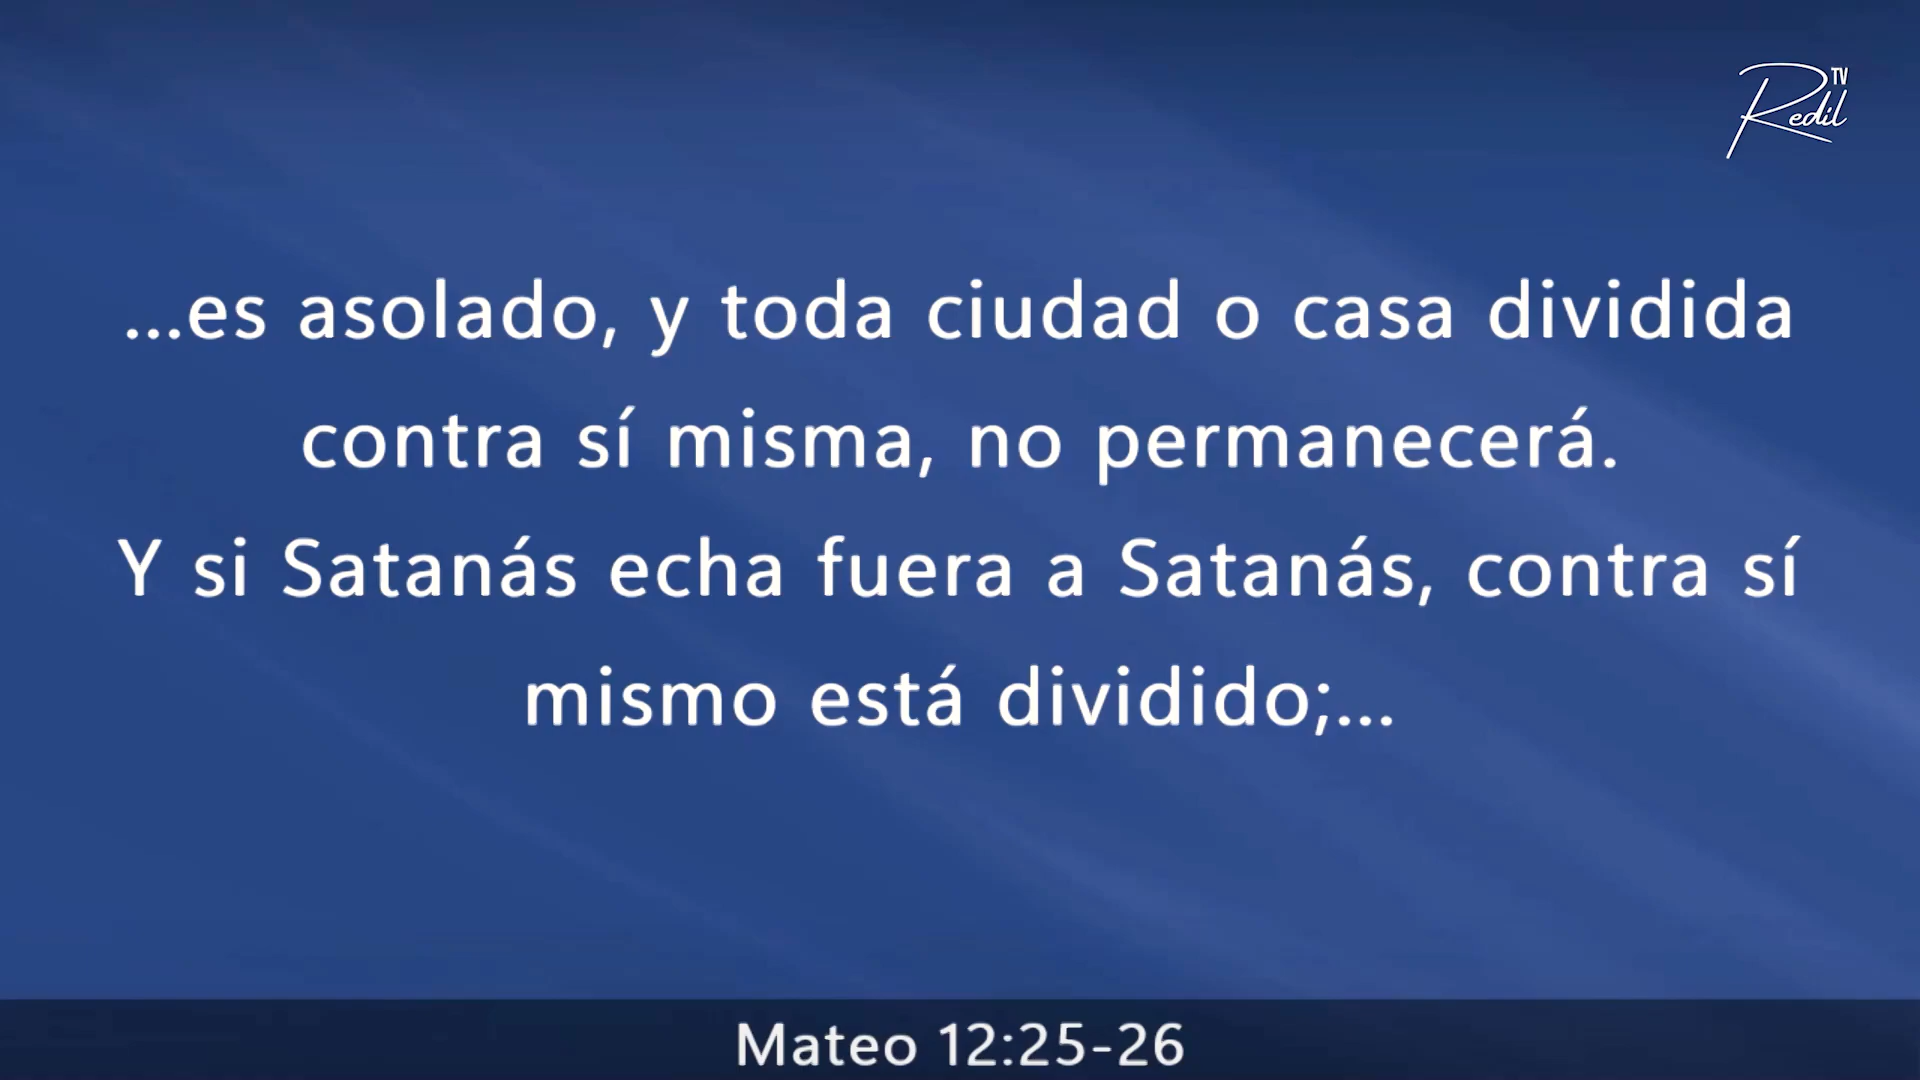 TV
Redil
...es asolado, y toda ciudad o casa dividida
contra sí misma, no permanecerá.
Y si Satanás echa fuera a Satanás, contra sí
mismo está dividido;...
Mateo 12:25-26